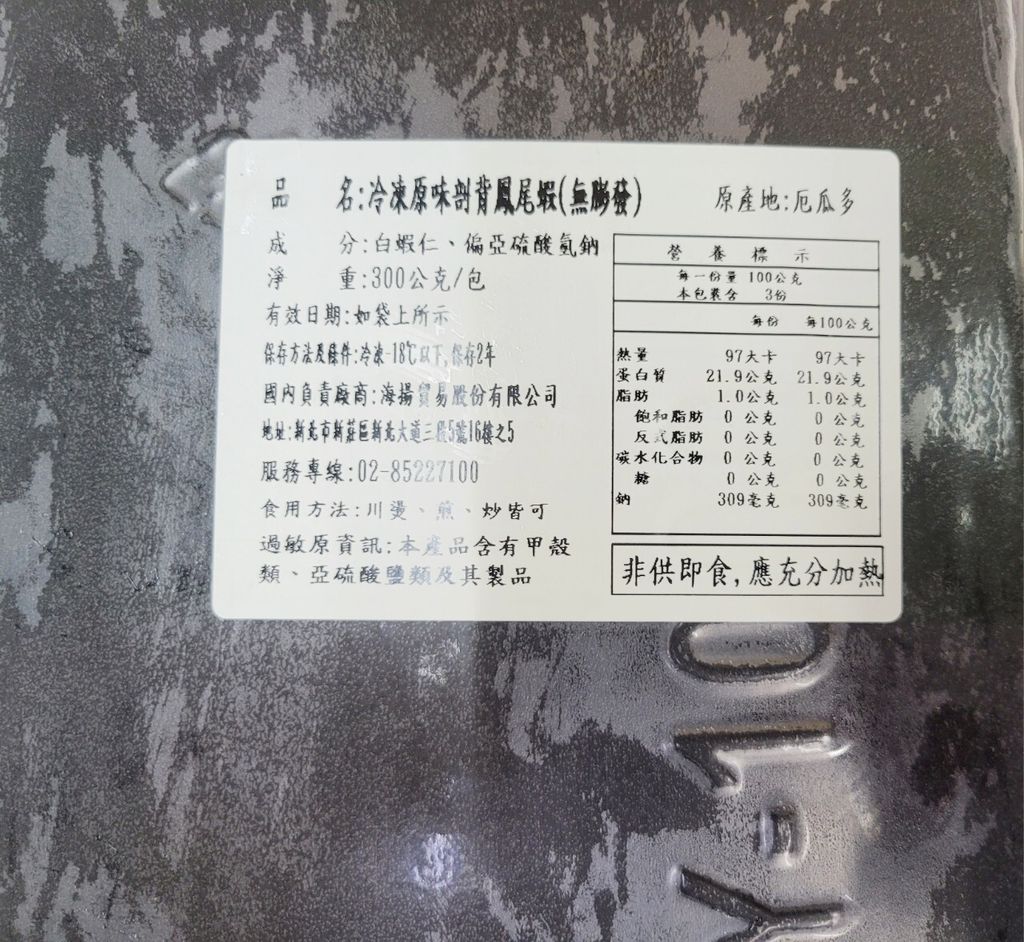 品 名:冷凍原味剖背鳳尾蝦(無膨發)
原產地:厄瓜多
成 分:白蝦仁、偏亞硫酸氫鈉
淨 重:300公克/包
有效日期:如袋上所示
保存方法及條件:冷凍-18℃以下,保存2年
國內負責廠商:海揚貿易股份有限公司
地址:新北市新莊區新北大道三段5號16樓之5
服務專線:02-85227100
食用方法:川燙、煎、炒皆可
過敏原資訊:本產品含有甲殼
類、亞硫酸鹽類及其製品
營養標示
每一份量 100公克
本包裝含 3份
每份 每100公克
熱量 97大卡 97大卡
蛋白質 21.9公克 21.9公克
脂肪 1.0公克 1.0公克
飽和脂肪 0 公克 0 公克
反式脂肪 0 公克 0 公克
碳水化合物 0 公克 0 公克
糖 0 公克 0 公克
鈉 309毫克 309毫克
非供即食,應充分加熱